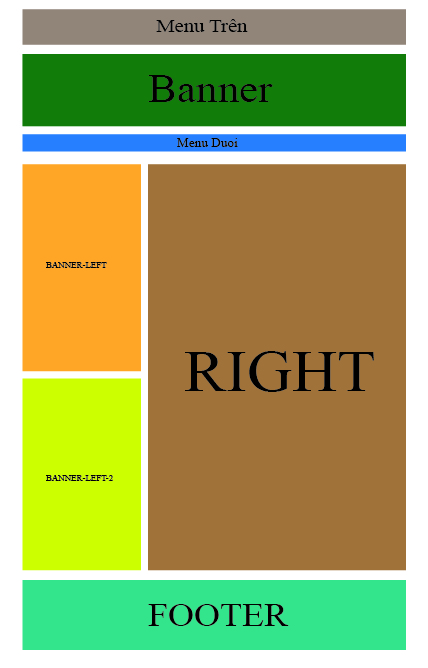 Menu Trên
Banner
Menu Duoi
BANNER-LEFT
RIGHT
BANNER-LEFT-2
FOOTER